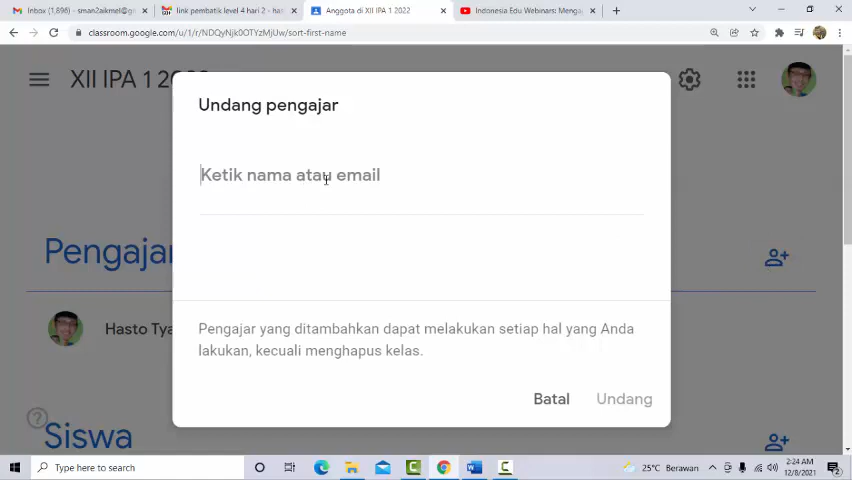 Inbox (1,896) - sman2aikmel@g
link pembatik level 4 hari 2 - has
Anggota di XII IPA 1 2022
Indonesia Edu Webinars: Menga
classroom.google.com/u/1/r/NDQyNjk0OTYzMjUw/sort-first-name
XII IPA 1 2022
Undang pengajar
Ketik nama atau email
Pengajar
Hasto Tya
Pengajar yang ditambahkan dapat melakukan setiap hal yang Anda
lakukan, kecuali menghapus kelas.
Batal
Undang
Siswa
Type here to search
25°C Berawan
2:24 AM
12/8/2021
2